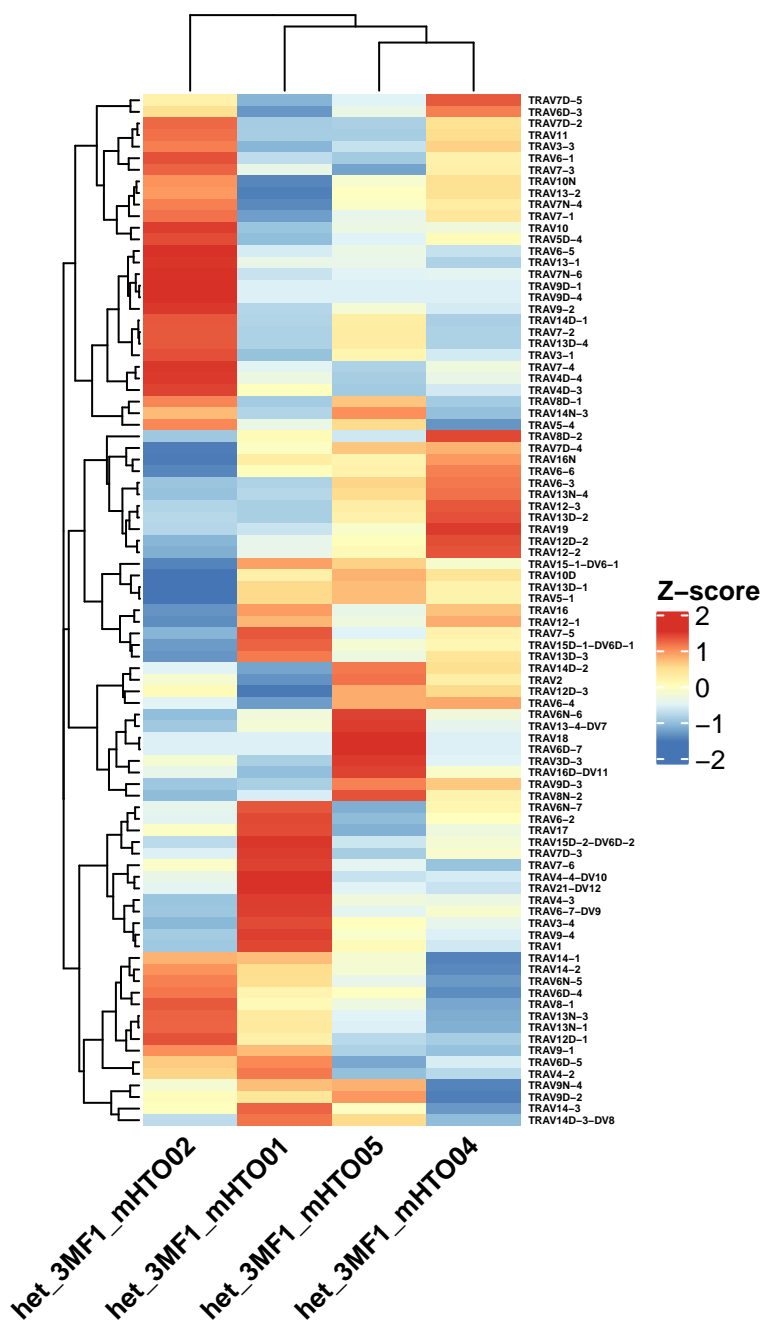 TRAV7D−5
TRAV6D−3
TRAV7D−2
TRAV11
TRAV3−3
TRAV6−1
TRAV7−3
TRAV10N
TRAV13−2
TRAV7N−4
TRAV7−1
TRAV10
TRAV5D−4
TRAV6−5
TRAV13−1
TRAV7N−6
TRAV9D−1
TRAV9D−4
TRAV9−2
TRAV14D−1
TRAV7−2
TRAV13D−4
TRAV3−1
TRAV7−4
TRAV4D−4
TRAV4D−3
TRAV8D−1
TRAV14N−3
TRAV5−4
TRAV8D−2
TRAV7D−4
TRAV16N
TRAV6−6
TRAV6−3
TRAV13N−4
TRAV12−3
TRAV13D−2
TRAV19
TRAV12D−2
TRAV12−2
TRAV15−1−DV6−1
TRAV10D
TRAV13D−1
TRAV5−1
TRAV16
TRAV12−1
TRAV7−5
TRAV15D−1−DV6D−1
TRAV13D−3
TRAV14D−2
TRAV2
TRAV12D−3
TRAV6−4
TRAV6N−6
TRAV13−4−DV7
TRAV18
TRAV6D−7
TRAV3D−3
TRAV16D−DV11
TRAV9D−3
TRAV8N−2
TRAV6N−7
TRAV6−2
TRAV17
TRAV15D−2−DV6D−2
TRAV7D−3
TRAV7−6
TRAV4−4−DV10
TRAV21−DV12
TRAV4−3
TRAV6−7−DV9
TRAV3−4
TRAV9−4
TRAV1
TRAV14−1
TRAV14−2
TRAV6N−5
TRAV6D−4
TRAV8−1
TRAV13N−3
TRAV13N−1
TRAV12D−1
TRAV9−1
TRAV6D−5
TRAV4−2
TRAV9N−4
TRAV9D−2
TRAV14−3
TRAV14D−3−DV8
Z−score
2
1
0
−1
−2
het_3MF1_mHTO02
het_3MF1_mHTO01
het_3MF1_mHTO05
het_3MF1_mHTO04